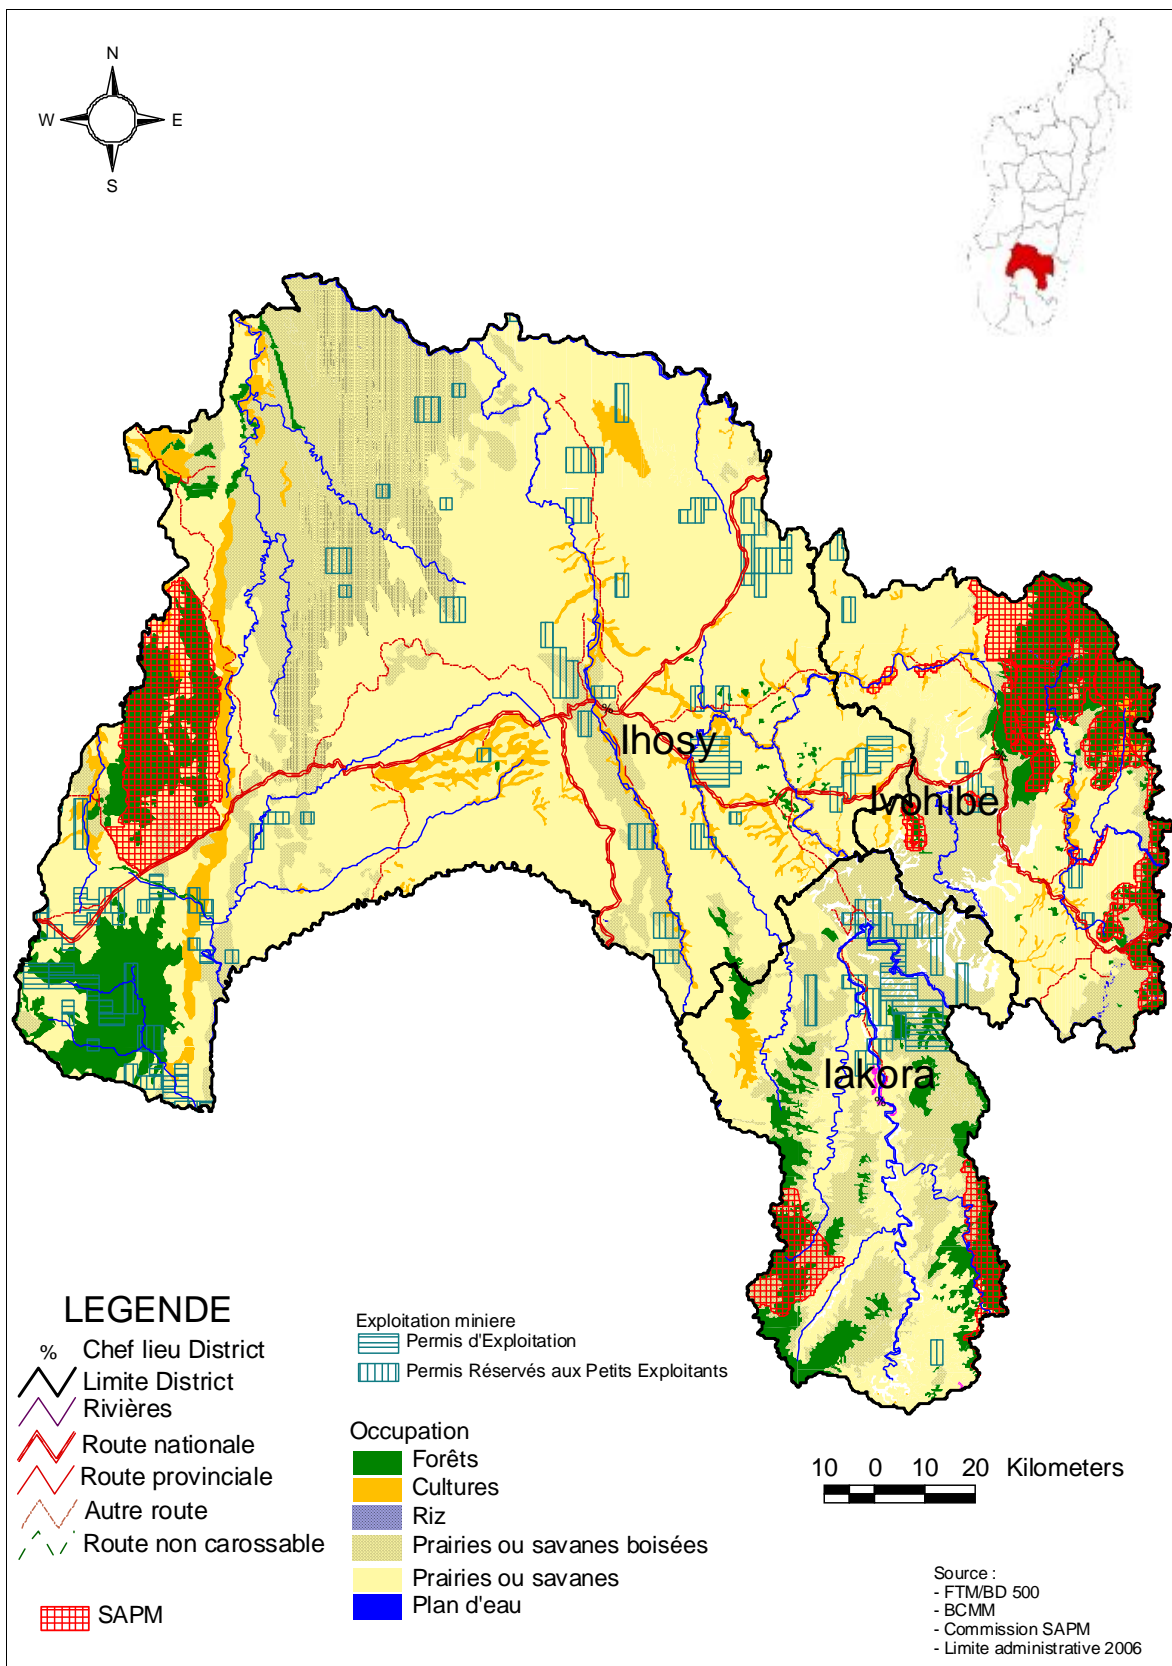 N
W
E
S
Ihosy
Ivohibe
Iakora
LEGENDE
% Chef lieu District
Limite District
Rivières
Route nationale
Route provinciale
Autre route
Route non carossable
SAPM
Exploitation miniere
Permis d'Exploitation
Permis Réservés aux Petits Exploitants
Occupation
Forêts
Cultures
Riz
Prairies ou savanes boisées
Prairies ou savanes
Plan d'eau
10 0 10 20 Kilometers
Source :
- FTM/BD 500
- BCMM
- Commission SAPM
- Limite administrative 2006